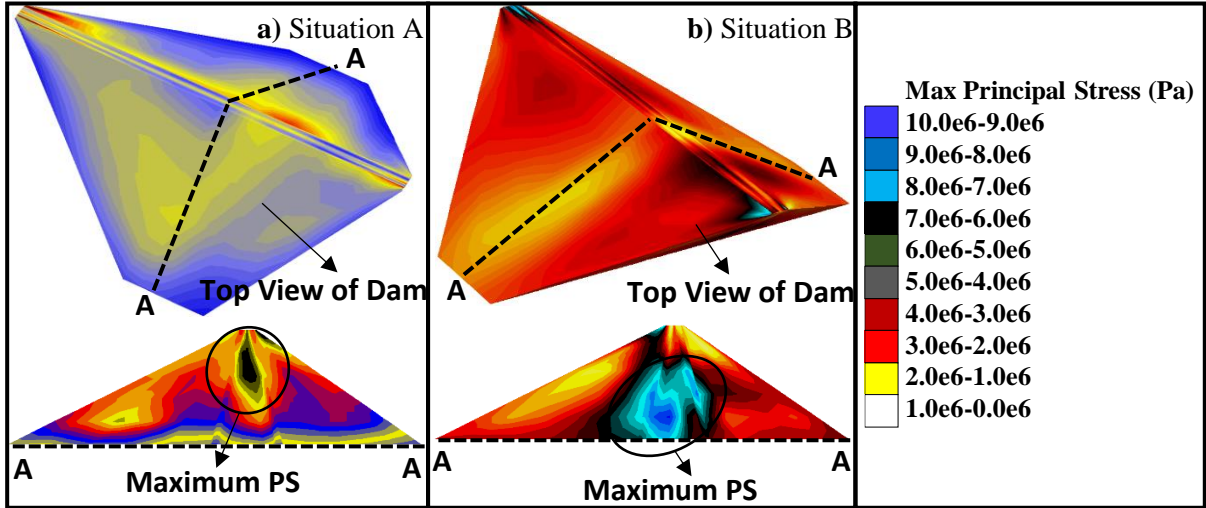 a) Situation A
A
A
Top View of Dam
A
A
Maximum PS
b) Situation B
A
A
Top View of Dam
A
A
Maximum PS
Max Principal Stress (Pa)
10.0e6-9.0e6
9.0e6-8.0e6
8.0e6-7.0e6
7.0e6-6.0e6
6.0e6-5.0e6
5.0e6-4.0e6
4.0e6-3.0e6
3.0e6-2.0e6
2.0e6-1.0e6
1.0e6-0.0e6